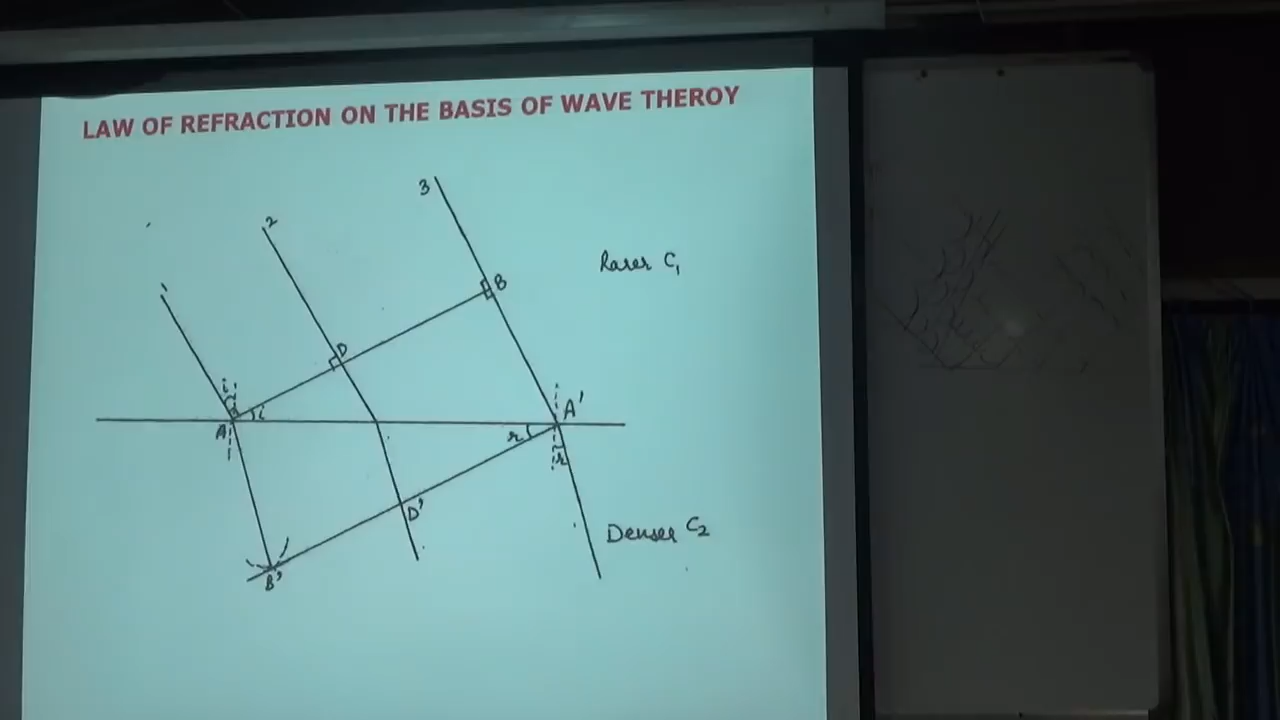 LAW OF REFRACTION ON THE BASIS OF WAVE THEROY
3
2
1
Rarer C₁
B
D
i
i
A
A'
r
r
D'
Denser C₂
B'